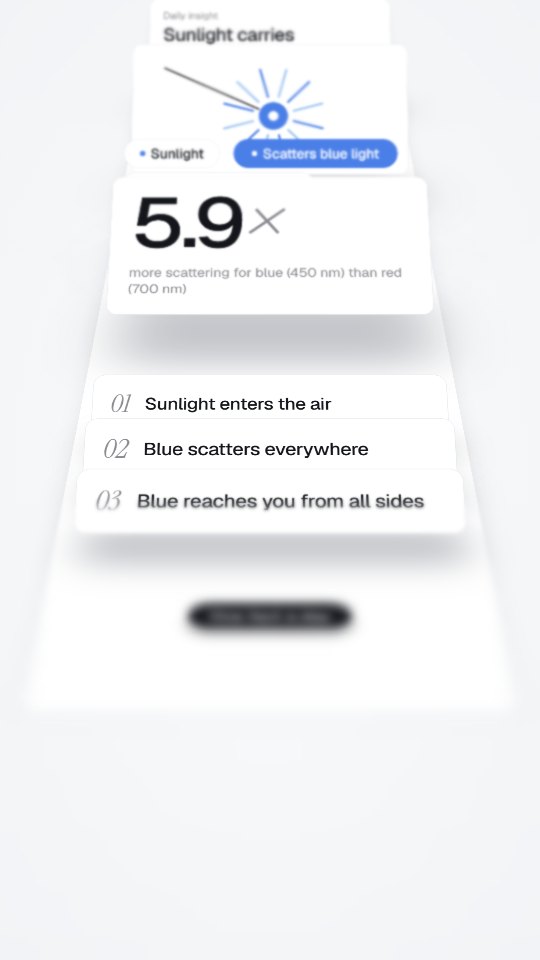 Daily insight
Sunlight carries
Sunlight
Scatters blue light
5.9×
more scattering for blue (450 nm) than red
(700 nm)
01 Sunlight enters the air
02 Blue scatters everywhere
03 Blue reaches you from all sides